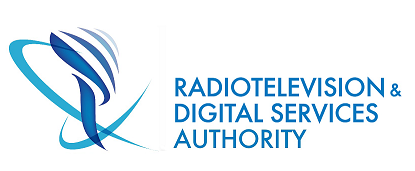 RADIOTELEVISION &
DIGITAL SERVICES
AUTHORITY